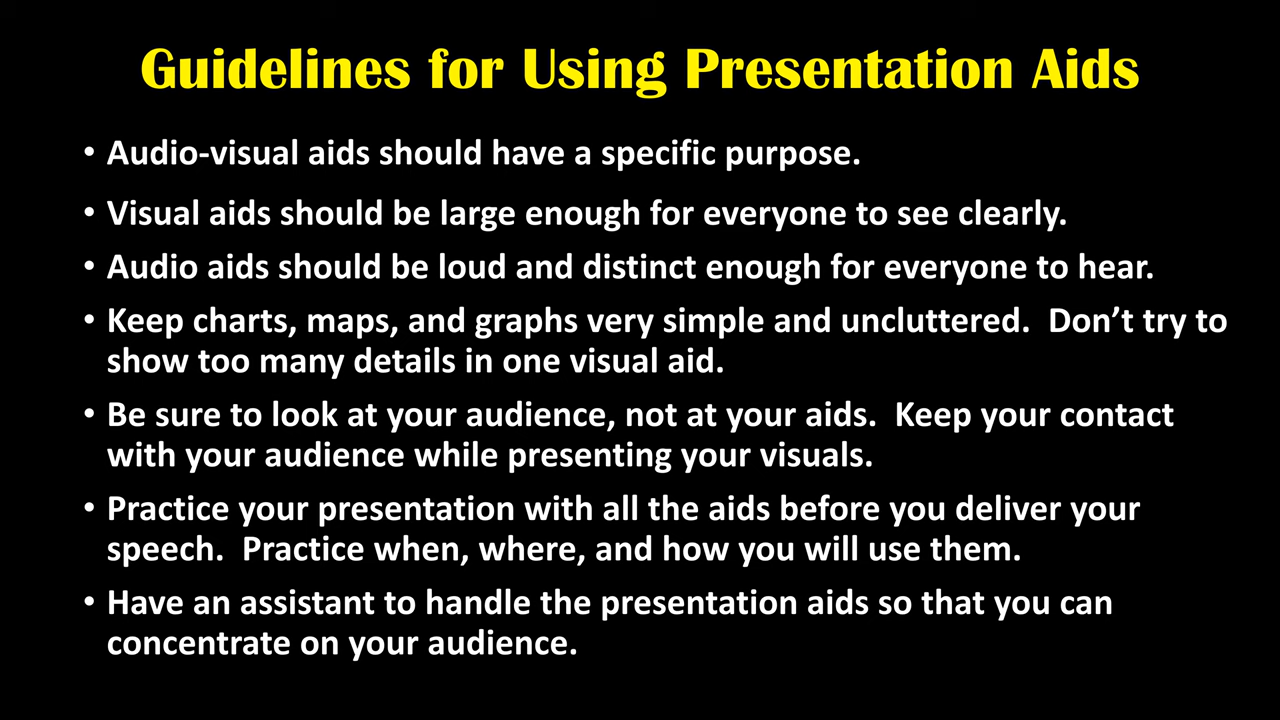 Guidelines for Using Presentation Aids
• Audio-visual aids should have a specific purpose.
• Visual aids should be large enough for everyone to see clearly.
• Audio aids should be loud and distinct enough for everyone to hear.
• Keep charts, maps, and graphs very simple and uncluttered.  Don’t try to
show too many details in one visual aid.
• Be sure to look at your audience, not at your aids.  Keep your contact
with your audience while presenting your visuals.
• Practice your presentation with all the aids before you deliver your
speech.  Practice when, where, and how you will use them.
• Have an assistant to handle the presentation aids so that you can
concentrate on your audience.